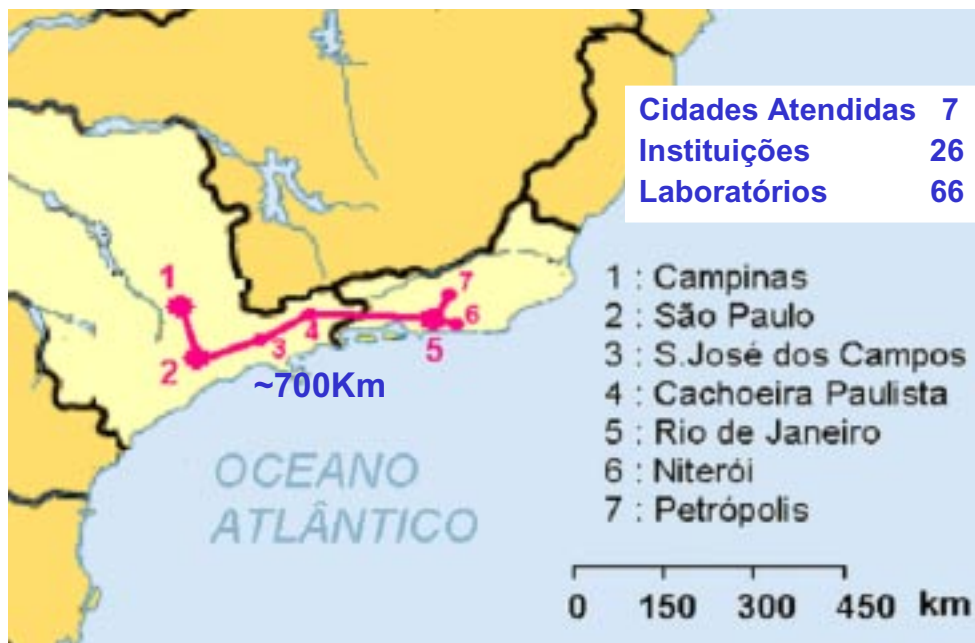 Cidades Atendidas 7
Instituições 26
Laboratórios 66
1
2
3
4
5
6
7
~700Km
OCEANO
ATLÂNTICO
1 : Campinas
2 : São Paulo
3 : S.José dos Campos
4 : Cachoeira Paulista
5 : Rio de Janeiro
6 : Niterói
7 : Petrópolis
0 150 300 450 km